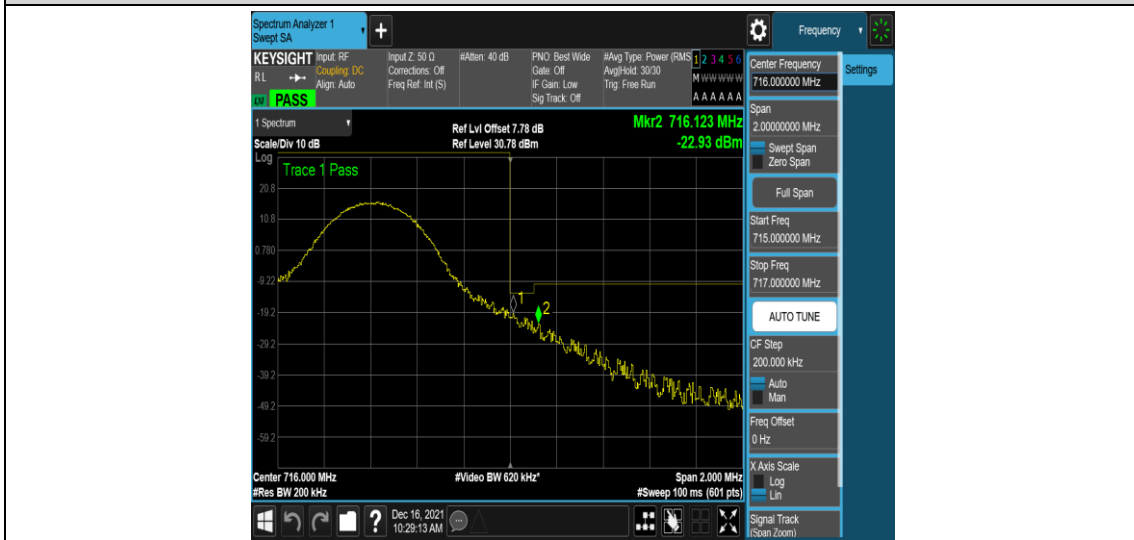 Spectrum Analyzer 1
Swept SA
+
Frequency
KEYSIGHT
RL
PASS
Input: RF
Coupling: DC
Align: Auto
Input Z: 50 Ω
Corrections: Off
Freq Ref: Int (S)
#Atten: 40 dB
PNO: Best Wide
Gate: Off
IF Gain: Low
Sig Track: Off
#Avg Type: Power (RMS
Avg|Hold: 30/30
Trig: Free Run
1 2 3 4 5 6
M W W W W W
A A A A A A
1 Spectrum
Scale/Div 10 dB
Ref Lvl Offset 7.78 dB
Ref Level 30.78 dBm
Mkr2 716.123 MHz
-22.93 dBm
Log
Trace 1 Pass
20.8
10.8
0.780
-9.22
-19.2
-29.2
-39.2
-49.2
-59.2
1
2
Center 716.000 MHz
#Res BW 200 kHz
#Video BW 620 kHz*
Span 2.000 MHz
#Sweep 100 ms (601 pts)
Dec 16, 2021
10:29:13 AM
?
Center Frequency
716.000000 MHz
Settings
Span
2.00000000 MHz
Swept Span
Zero Span
Full Span
Start Freq
715.000000 MHz
Stop Freq
717.000000 MHz
AUTO TUNE
CF Step
200.000 kHz
Auto
Man
Freq Offset
0 Hz
X Axis Scale
Log
Lin
Signal Track
(Span Zoom)